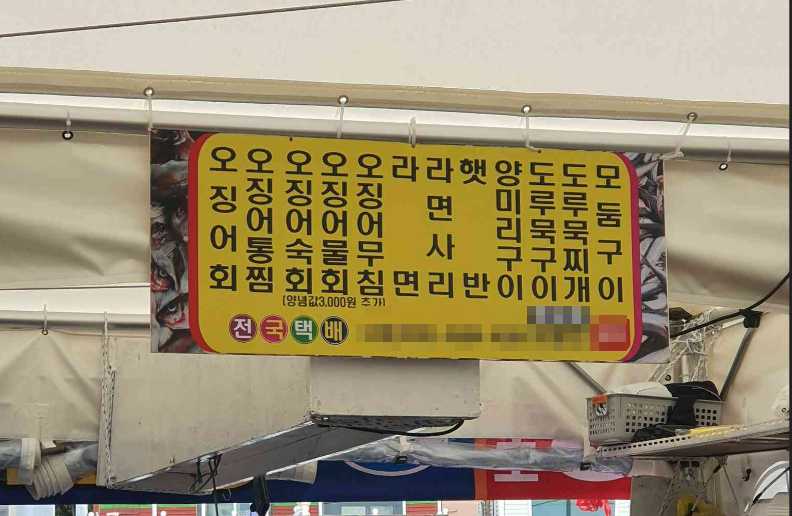 오징어회
오징어통찜
오징어숙회
오징어물회
오징어무침
라면
라면사리
햇반
양미리구이
도루묵구이
도루묵찌개
모둠구이
(양념값3,000원 추가)
전국택배